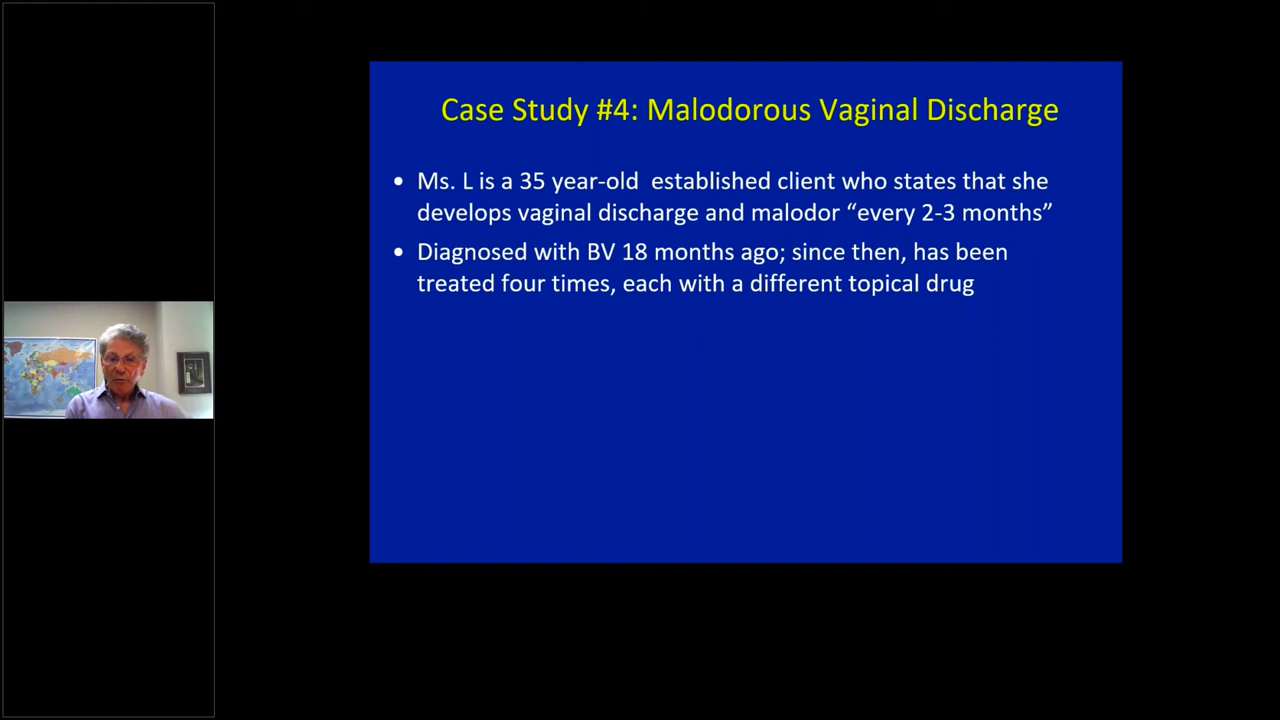 Case Study #4: Malodorous Vaginal Discharge
• Ms. L is a 35 year-old  established client who states that she
develops vaginal discharge and malodor “every 2-3 months”
• Diagnosed with BV 18 months ago; since then, has been
treated four times, each with a different topical drug